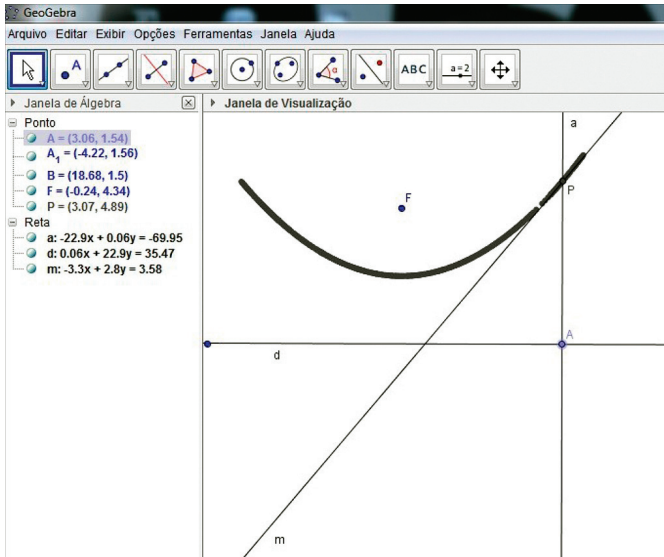 GeoGebra
Arquivo Editar Exibir Opções Ferramentas Janela Ajuda
A
α
ABC
a=2
Janela de Álgebra
Janela de Visualização
Ponto
A = (3.06, 1.54)
A₁ = (-4.22, 1.56)
B = (18.68, 1.5)
F = (-0.24, 4.34)
P = (3.07, 4.89)
Reta
a: -22.9x + 0.06y = -69.95
d: 0.06x + 22.9y = 35.47
m: -3.3x + 2.8y = 3.58
a
P
F
A
d
m